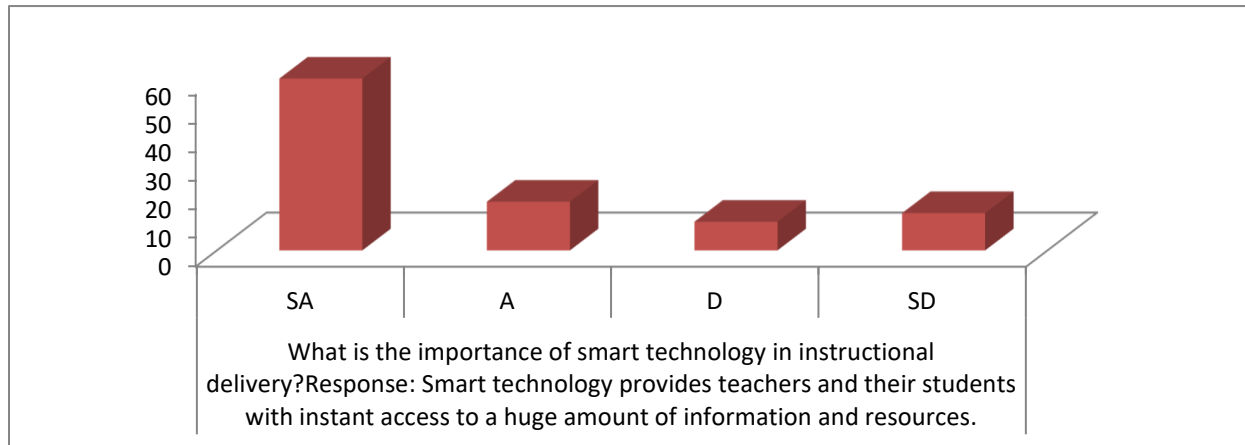 60
50
40
30
20
10
0
SA A D SD
What is the importance of smart technology in instructional
delivery?Response: Smart technology provides teachers and their students
with instant access to a huge amount of information and resources.